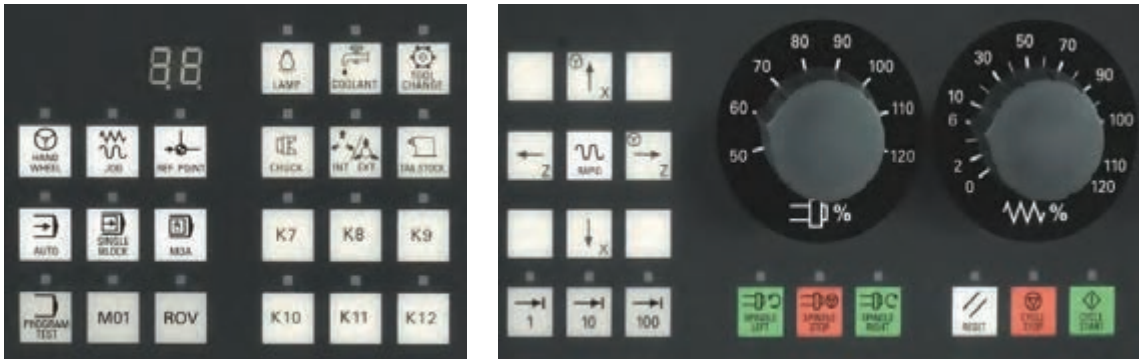 8.8.
LAMP
COOLANT
TOOL
CHANGE
HAND
WHEEL
JOG
REF. POINT
CHUCK
INT EXT
TAILSTOCK
AUTO
SINGLE
BLOCK
MDA
K7
K8
K9
PROGRAM
TEST
M01
ROV
K10
K11
K12
X
Z
RAPID
Z
X
1
10
100
50
60
70
80
90
100
110
120
%
0
2
6
10
30
50
70
90
100
110
120
%
SPINDLE
LEFT
SPINDLE
STOP
SPINDLE
RIGHT
RESET
CYCLE
STOP
CYCLE
START